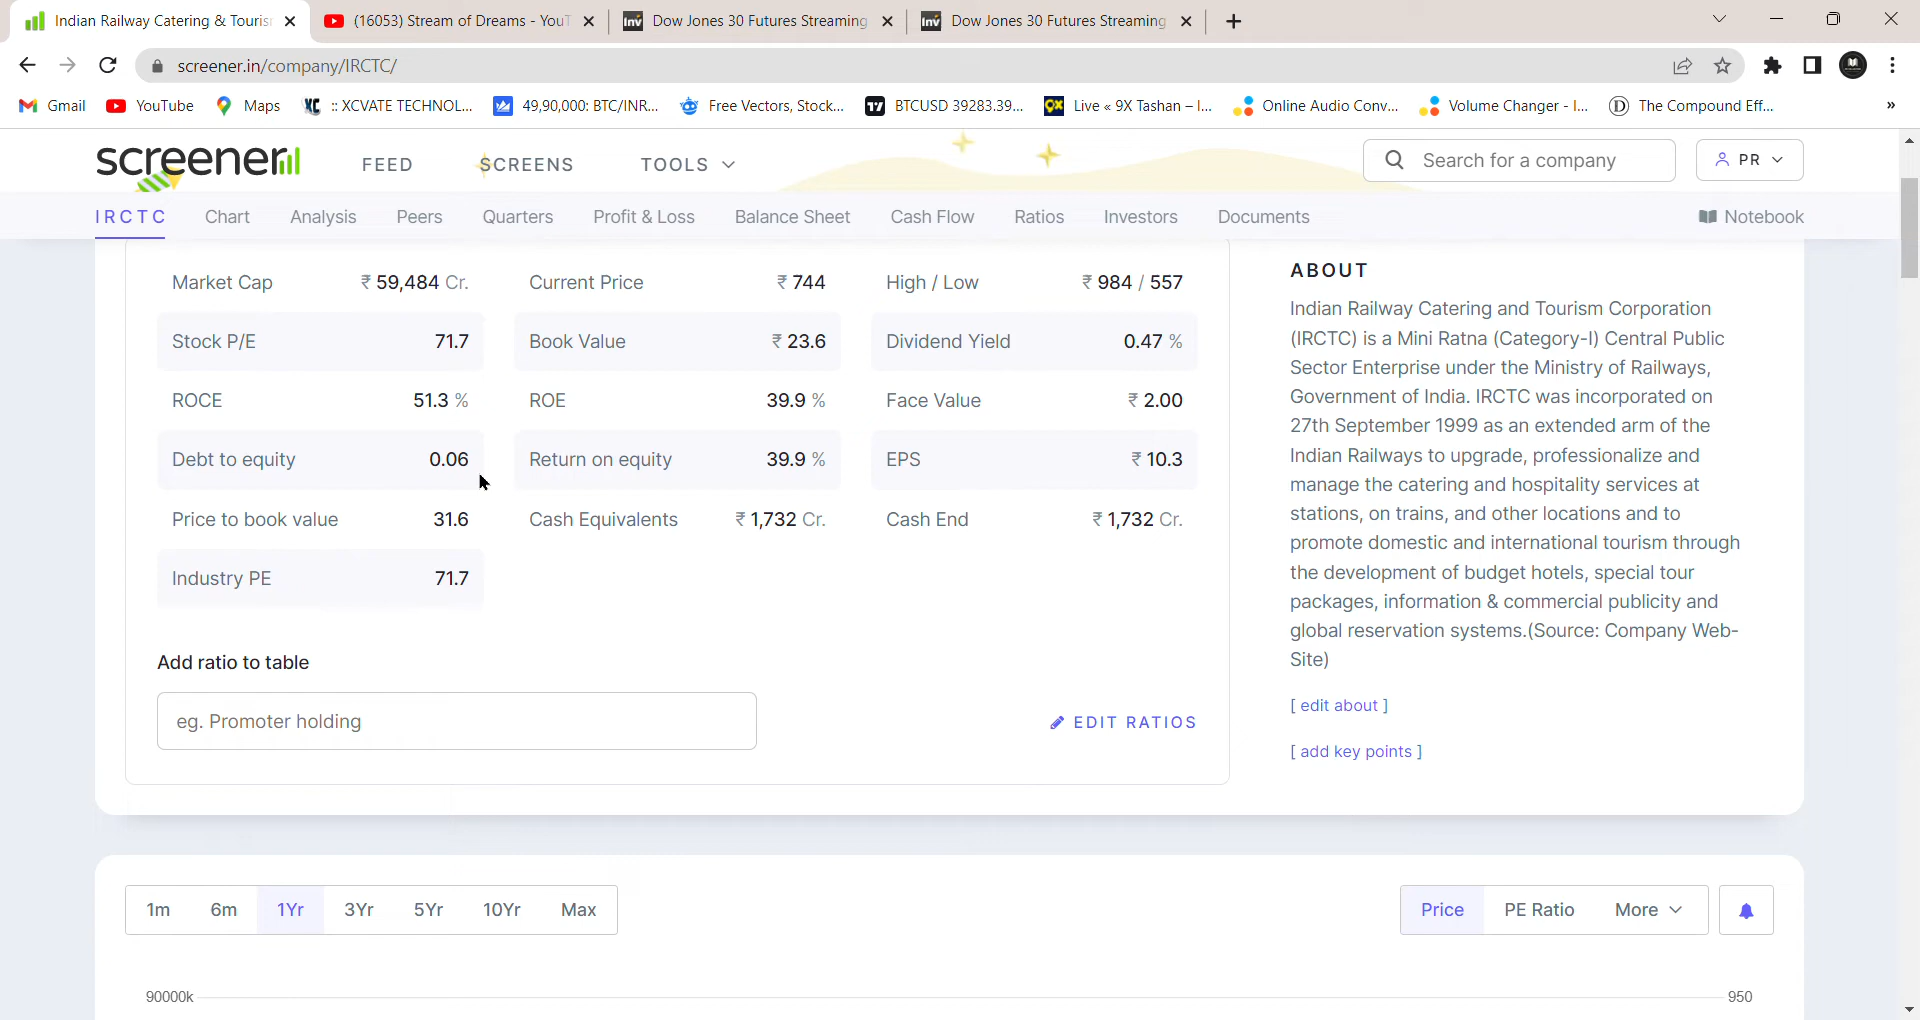 Indian Railway Catering & Touris
(16053) Stream of Dreams - YouT
Dow Jones 30 Futures Streaming
Dow Jones 30 Futures Streaming
screener.in/company/IRCTC/
Gmail
YouTube
Maps
:: XCVATE TECHNOL...
49,90,000: BTC/INR...
Free Vectors, Stock...
BTCUSD 39283.39...
Live « 9X Tashan – I...
Online Audio Conv...
Volume Changer - I...
The Compound Eff...
»
screener
FEED
SCREENS
TOOLS
Search for a company
PR
IRCTC
Chart
Analysis
Peers
Quarters
Profit & Loss
Balance Sheet
Cash Flow
Ratios
Investors
Documents
Notebook
Market Cap ₹ 59,484 Cr.
Current Price ₹ 744
High / Low ₹ 984 / 557
Stock P/E 71.7
Book Value ₹ 23.6
Dividend Yield 0.47 %
ROCE 51.3 %
ROE 39.9 %
Face Value ₹ 2.00
Debt to equity 0.06
Return on equity 39.9 %
EPS ₹ 10.3
Price to book value 31.6
Cash Equivalents ₹ 1,732 Cr.
Cash End ₹ 1,732 Cr.
Industry PE 71.7
Add ratio to table
eg. Promoter holding
EDIT RATIOS
ABOUT
Indian Railway Catering and Tourism Corporation
(IRCTC) is a Mini Ratna (Category-I) Central Public
Sector Enterprise under the Ministry of Railways,
Government of India. IRCTC was incorporated on
27th September 1999 as an extended arm of the
Indian Railways to upgrade, professionalize and
manage the catering and hospitality services at
stations, on trains, and other locations and to
promote domestic and international tourism through
the development of budget hotels, special tour
packages, information & commercial publicity and
global reservation systems.(Source: Company Web-
Site)
[ edit about ]
[ add key points ]
1m
6m
1Yr
3Yr
5Yr
10Yr
Max
Price
PE Ratio
More
90000k
950